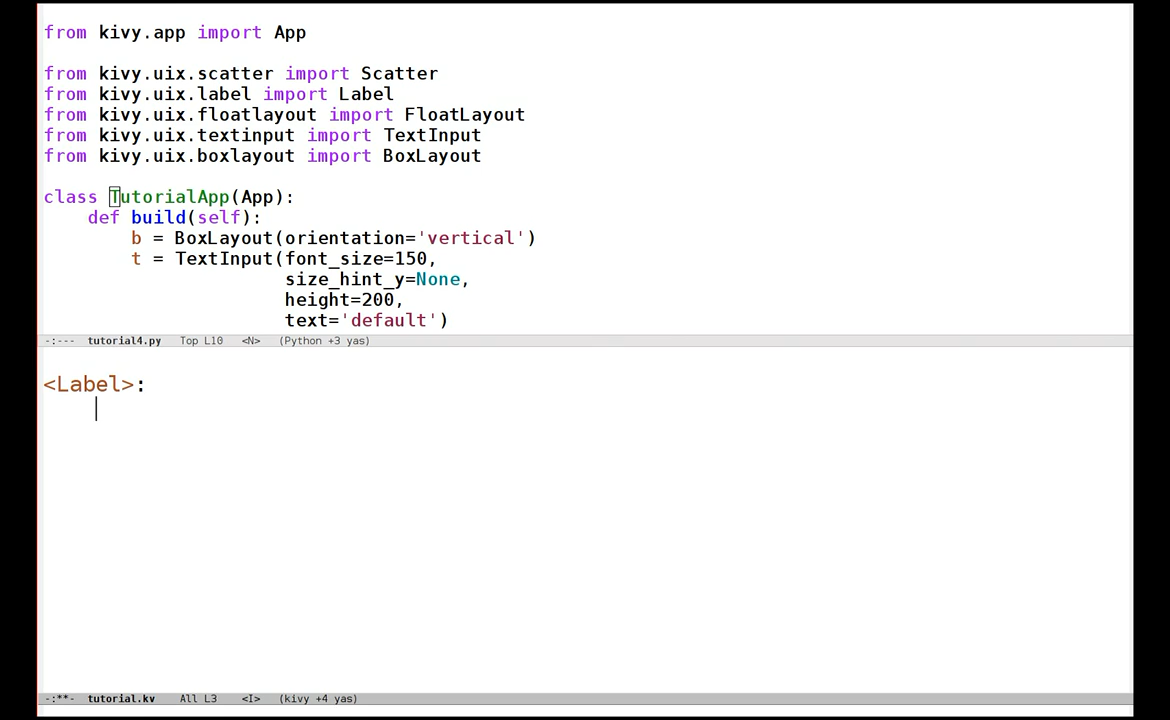 from kivy.app import App
from kivy.uix.scatter import Scatter
from kivy.uix.label import Label
from kivy.uix.floatlayout import FloatLayout
from kivy.uix.textinput import TextInput
from kivy.uix.boxlayout import BoxLayout
class TutorialApp(App):
    def build(self):
        b = BoxLayout(orientation='vertical')
        t = TextInput(font_size=150,
                      size_hint_y=None,
                      height=200,
                      text='default')
-:--- tutorial4.py Top L10 <N> (Python +3 yas)
<Label>:
-:**- tutorial.kv All L3 <I> (kivy +4 yas)